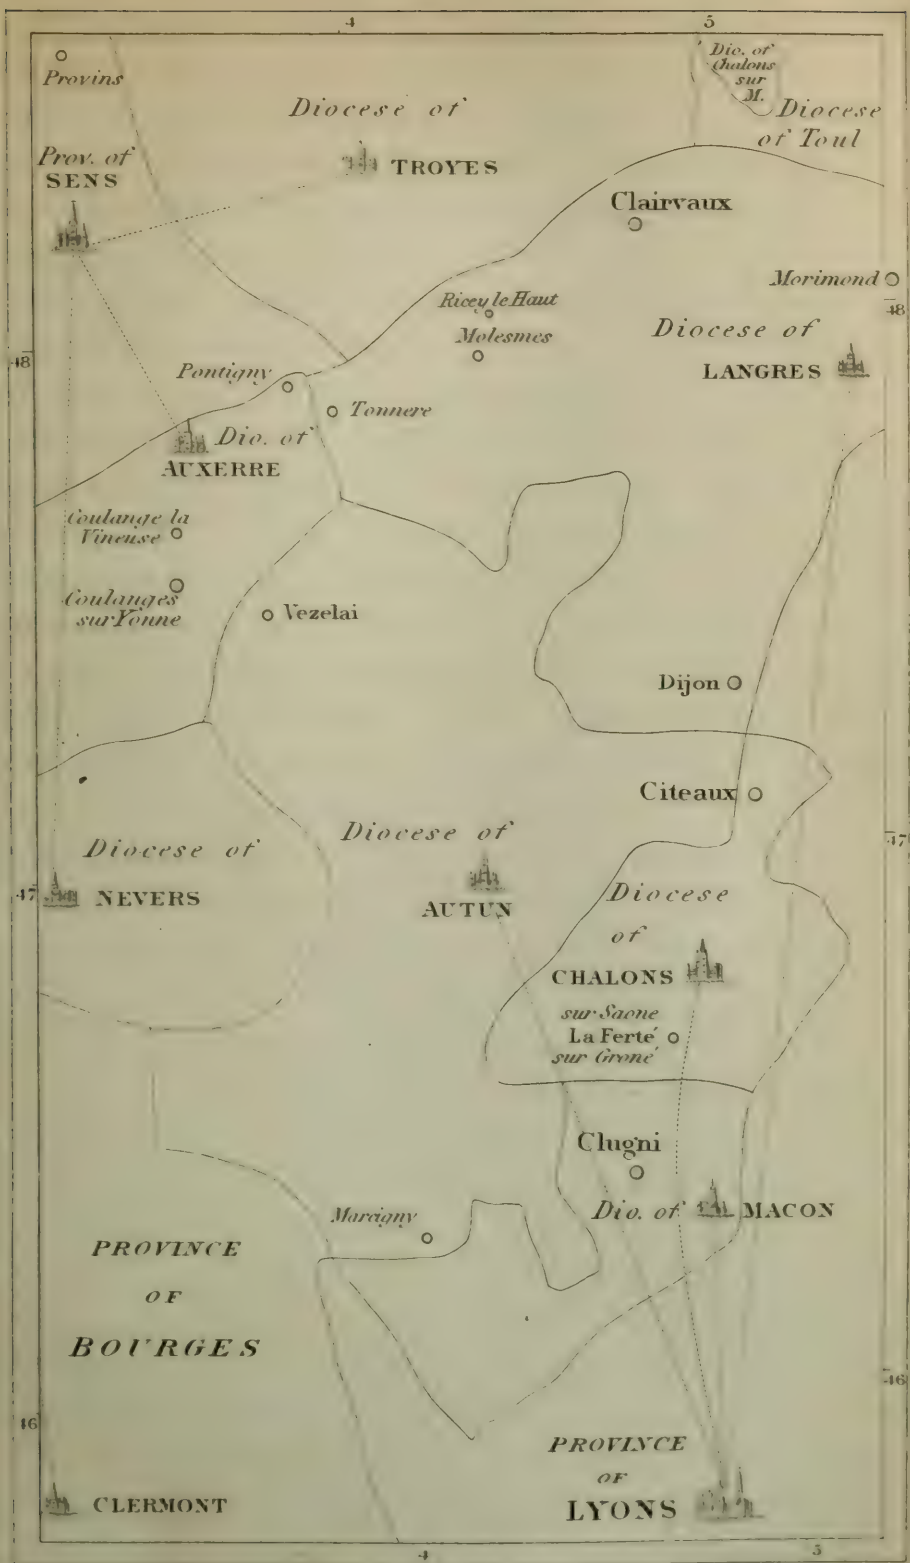 4
5
Provins
Dio. of
Chalons
sur
M.
Diocese of
Diocese
of Toul
Prov. of
SENS
TROYES
Clairvaux
Morimond
48
Ricey le Haut
Molesmes
Diocese of
LANGRES
48
Pontigny
Tonnere
Dio. of
AUXERRE
Coulange la
Vineuse
Coulanges
sur Yonne
Vezelai
Dijon
Citeaux
Diocese of
NEVERS
47
Diocese of
AUTUN
47
Diocese
of
CHALONS
sur Saone
La Ferté
sur Grone
Clugni
Dio. of MACON
Marcigny
PROVINCE
OF
BOURGES
46
46
PROVINCE
OF
LYONS
CLERMONT
4
5